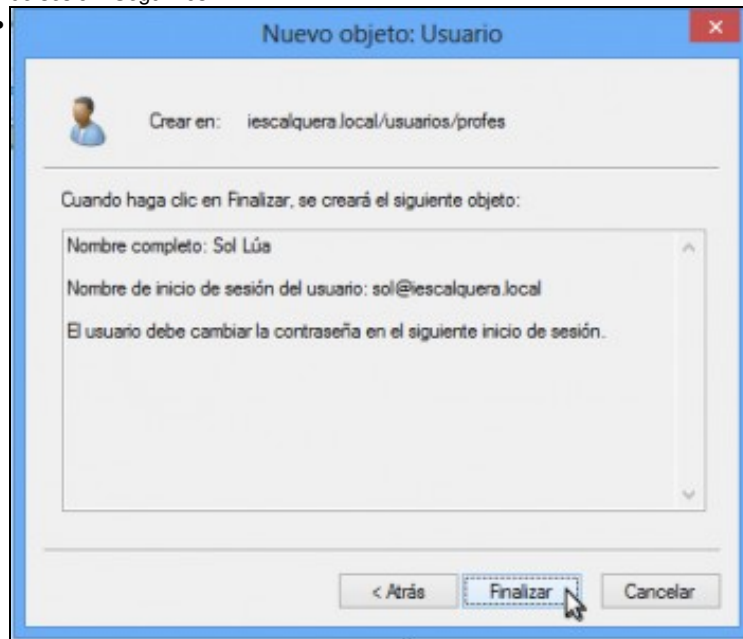 Nuevo objeto: Usuario
Crear en: iescalquera.local/usuarios/profes
Cuando haga clic en Finalizar, se creará el siguiente objeto:
Nombre completo: Sol Lúa
Nombre de inicio de sesión del usuario: sol@iescalquera.local
El usuario debe cambiar la contraseña en el siguiente inicio de sesión.
< Atrás Finalizar Cancelar